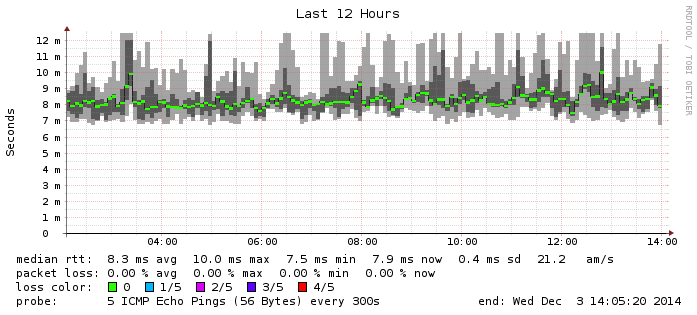 Last 12 Hours
RRDTOOL / TOBI OETIKER
Seconds
12 m
11 m
10 m
9 m
8 m
7 m
6 m
5 m
4 m
3 m
2 m
1 m
0
04:00 06:00 08:00 10:00 12:00 14:00
median rtt: 8.3 ms avg 10.0 ms max 7.5 ms min 7.9 ms now 0.4 ms sd 21.2 am/s
packet loss: 0.00 % avg 0.00 % max 0.00 % min 0.00 % now
loss color: 0 1/5 2/5 3/5 4/5
probe: 5 ICMP Echo Pings (56 Bytes) every 300s end: Wed Dec 3 14:05:20 2014